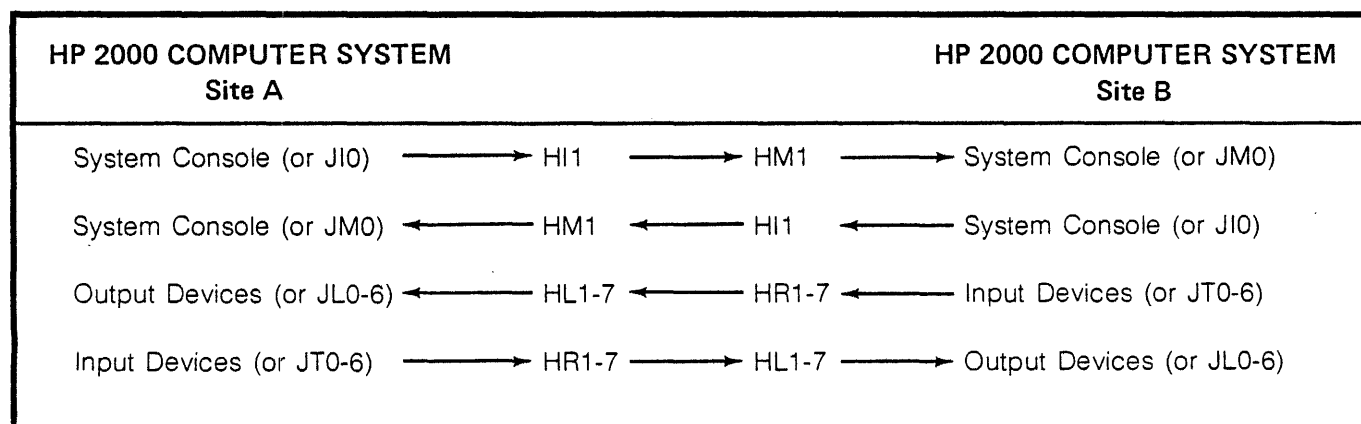 HP 2000 COMPUTER SYSTEM HP 2000 COMPUTER SYSTEM
Site A Site B
System Console (or JI0) HI1 HM1 System Console (or JM0)
System Console (or JM0) HM1 HI1 System Console (or JI0)
Output Devices (or JL0-6) HL1-7 HR1-7 Input Devices (or JT0-6)
Input Devices (or JT0-6) HR1-7 HL1-7 Output Devices (or JL0-6)